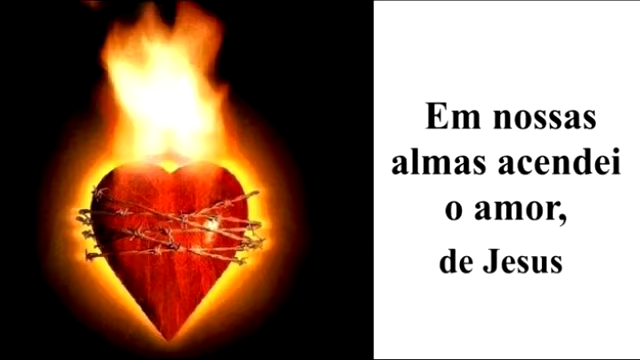 Em nossas
almas acendei
o amor,
de Jesus